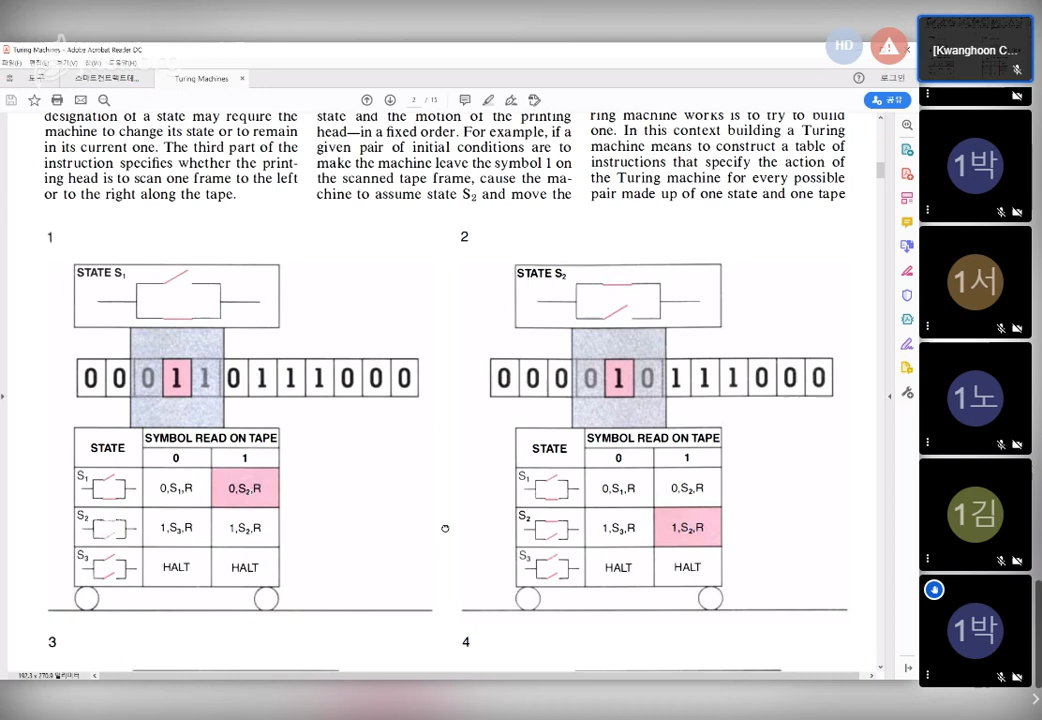 Turing Machines - Adobe Acrobat Reader DC
HD
[Kwanghoon C...
스마트컨트랙트테...
Turing Machines
로그인
2 / 15
공유
designation of a state may require the
machine to change its state or to remain
in its current one. The third part of the
instruction specifies whether the print-
ing head is to scan one frame to the left
or to the right along the tape.
state and the motion of the printing
head—in a fixed order. For example, if a
given pair of initial conditions are to
make the machine leave the symbol 1 on
the scanned tape frame, cause the ma-
chine to assume state S2 and move the
ring machine works is to try to build
one. In this context building a Turing
machine means to construct a table of
instructions that specify the action of
the Turing machine for every possible
pair made up of one state and one tape
1
STATE S1
0 0 0 1 1 0 1 1 1 0 0 0
STATE
SYMBOL READ ON TAPE
0 1
S1 0,S1,R 0,S2,R
S2 1,S3,R 1,S2,R
S3 HALT HALT
2
STATE S2
0 0 0 0 1 0 1 1 1 0 0 0
STATE
SYMBOL READ ON TAPE
0 1
S1 0,S1,R 0,S2,R
S2 1,S3,R 1,S2,R
S3 HALT HALT
3
4
1박
1서
1노
1김
1박